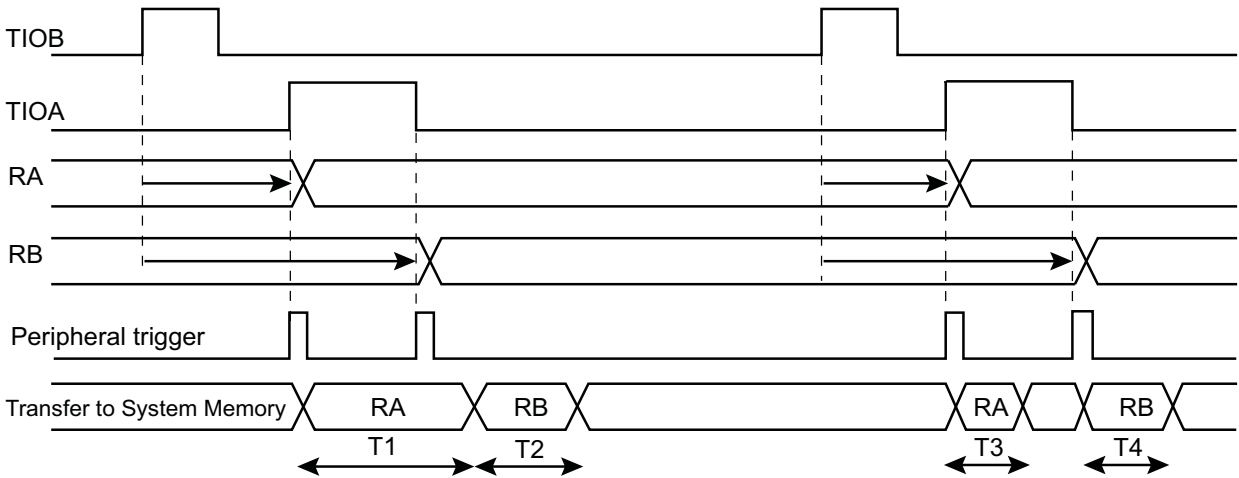 TIOB
TIOA
RA
RB
Peripheral trigger
Transfer to System Memory RA RB RA RB
T1 T2 T3 T4